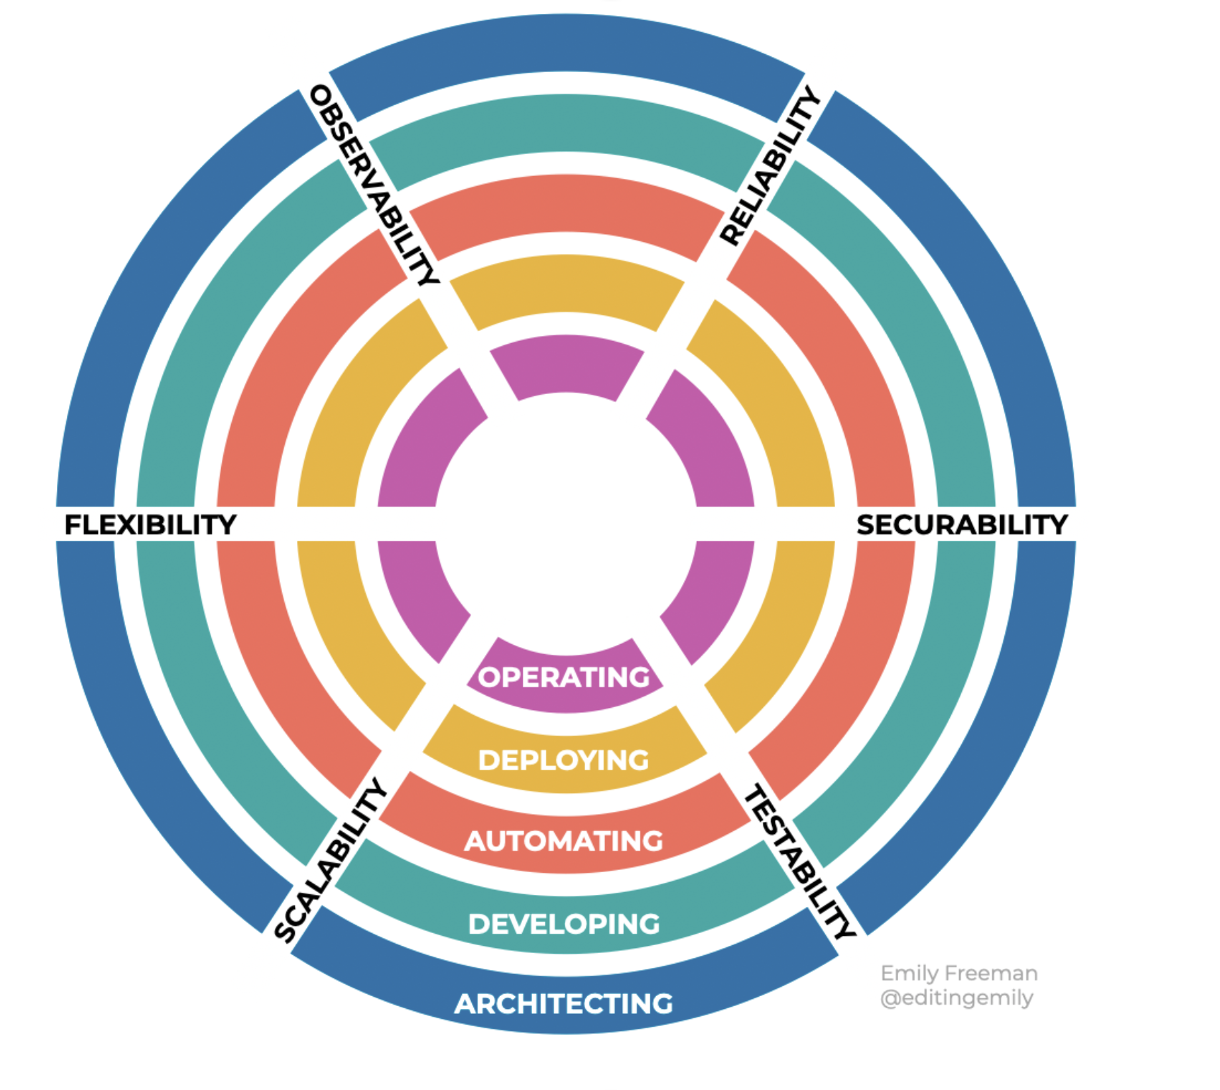 OBSERVABILITY
RELIABILITY
FLEXIBILITY
SECURABILITY
OPERATING
DEPLOYING
AUTOMATING
DEVELOPING
ARCHITECTING
SCALABILITY
TESTABILITY
Emily Freeman
@editingemily